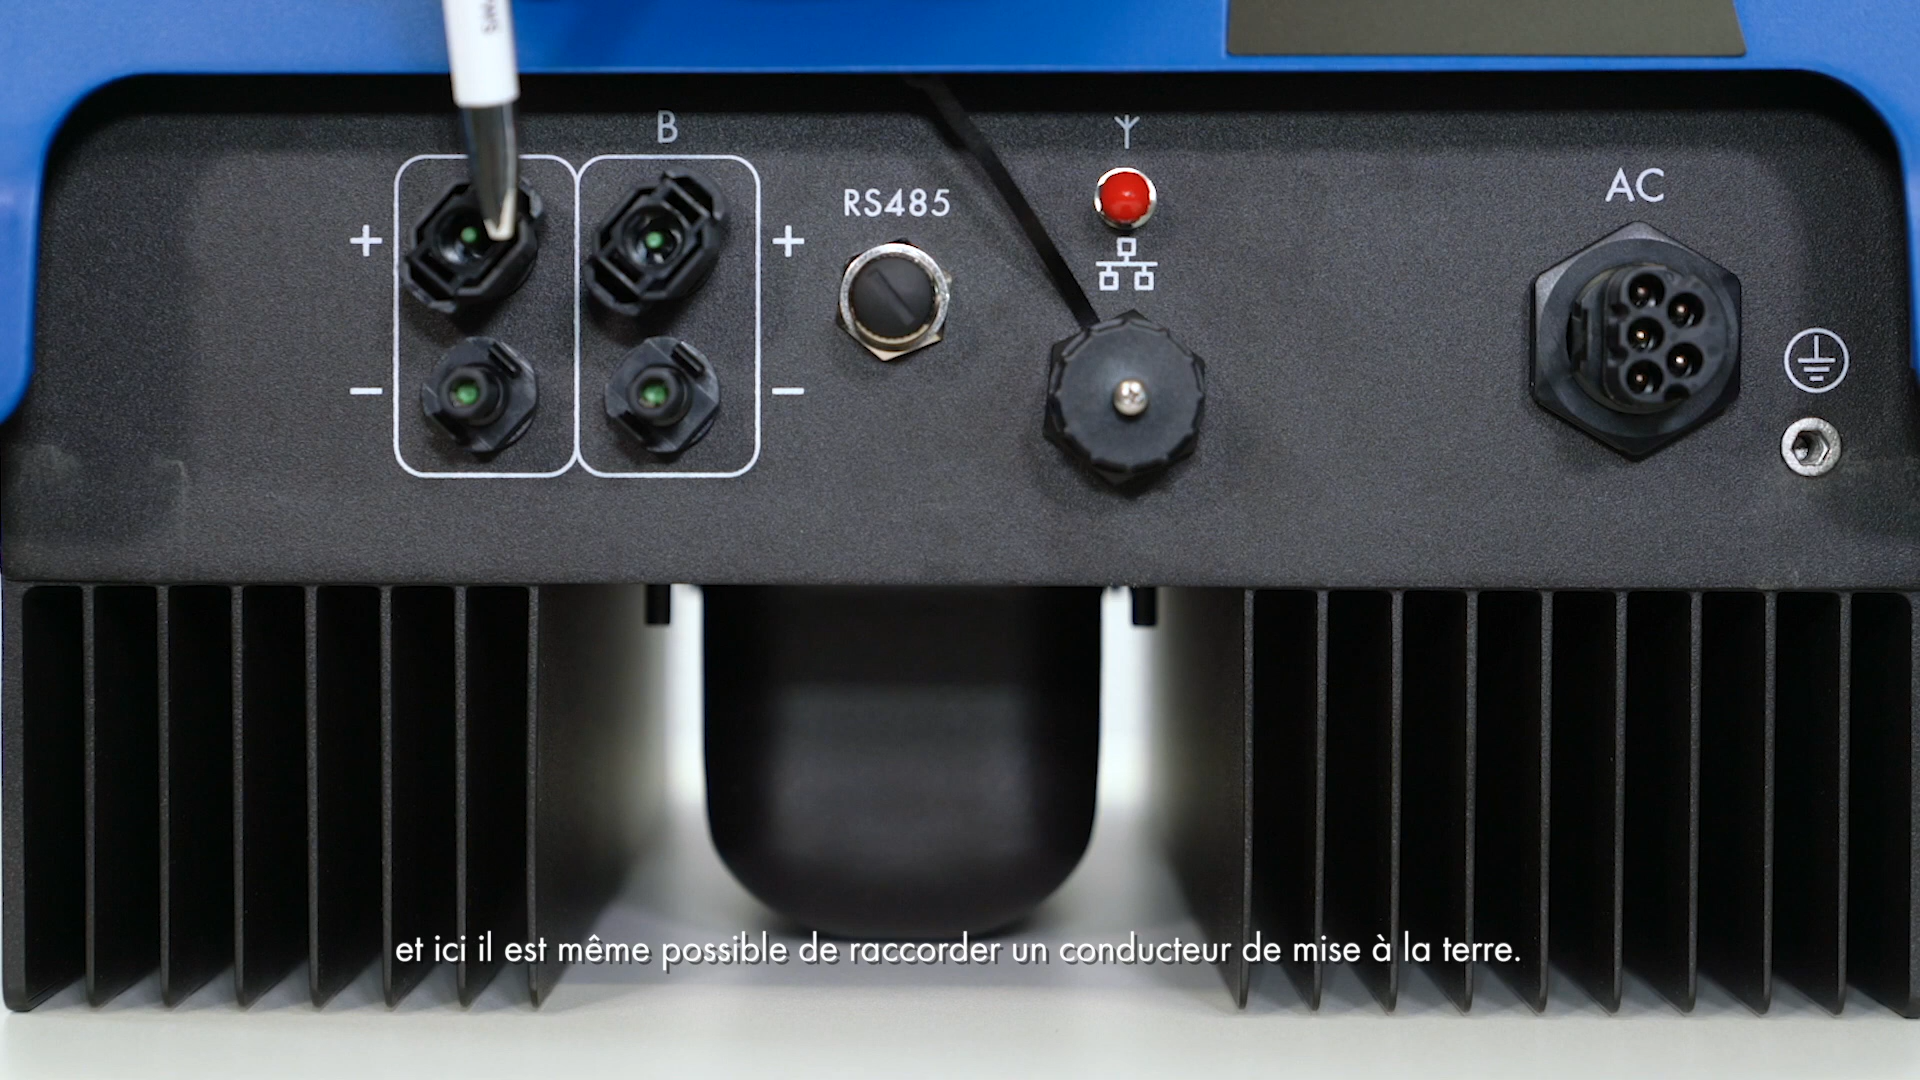 B
+
+
RS485
AC
−
−
et ici il est même possible de raccorder un conducteur de mise à la terre.